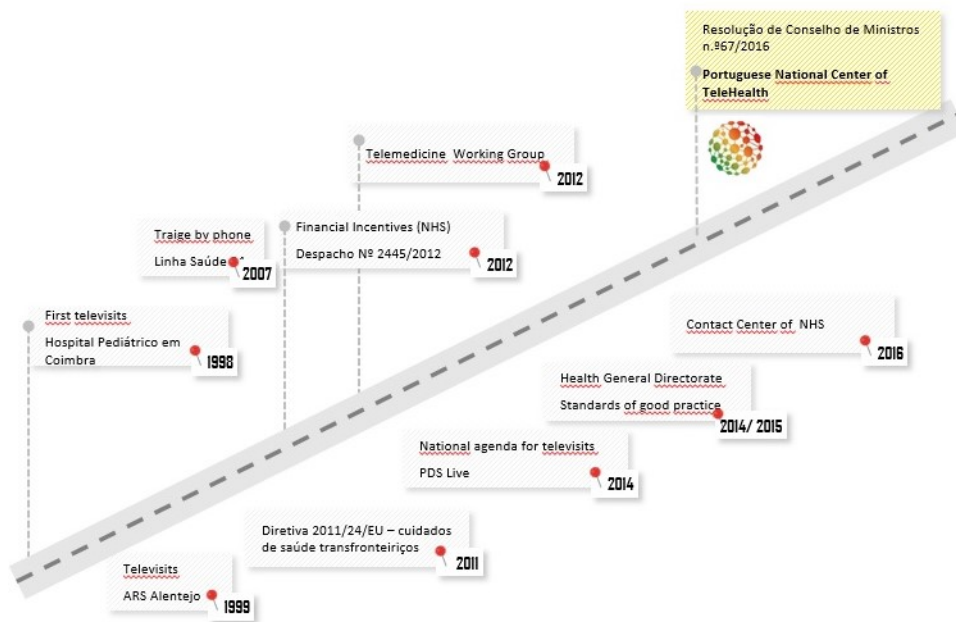 Resolução de Conselho de Ministros
n.º67/2016
Portuguese National Center of
TeleHealth
Telemedicine Working Group
2012
Financial Incentives (NHS)
Despacho Nº 2445/2012
2012
Traige by phone
Linha Saúde
2007
First televisits
Hospital Pediátrico em
Coimbra
1998
Contact Center of NHS
2016
Health General Directorate
Standards of good practice
2014/ 2015
National agenda for televisits
PDS Live
2014
Diretiva 2011/24/EU – cuidados
de saúde transfronteiriços
2011
Televisits
ARS Alentejo
1999